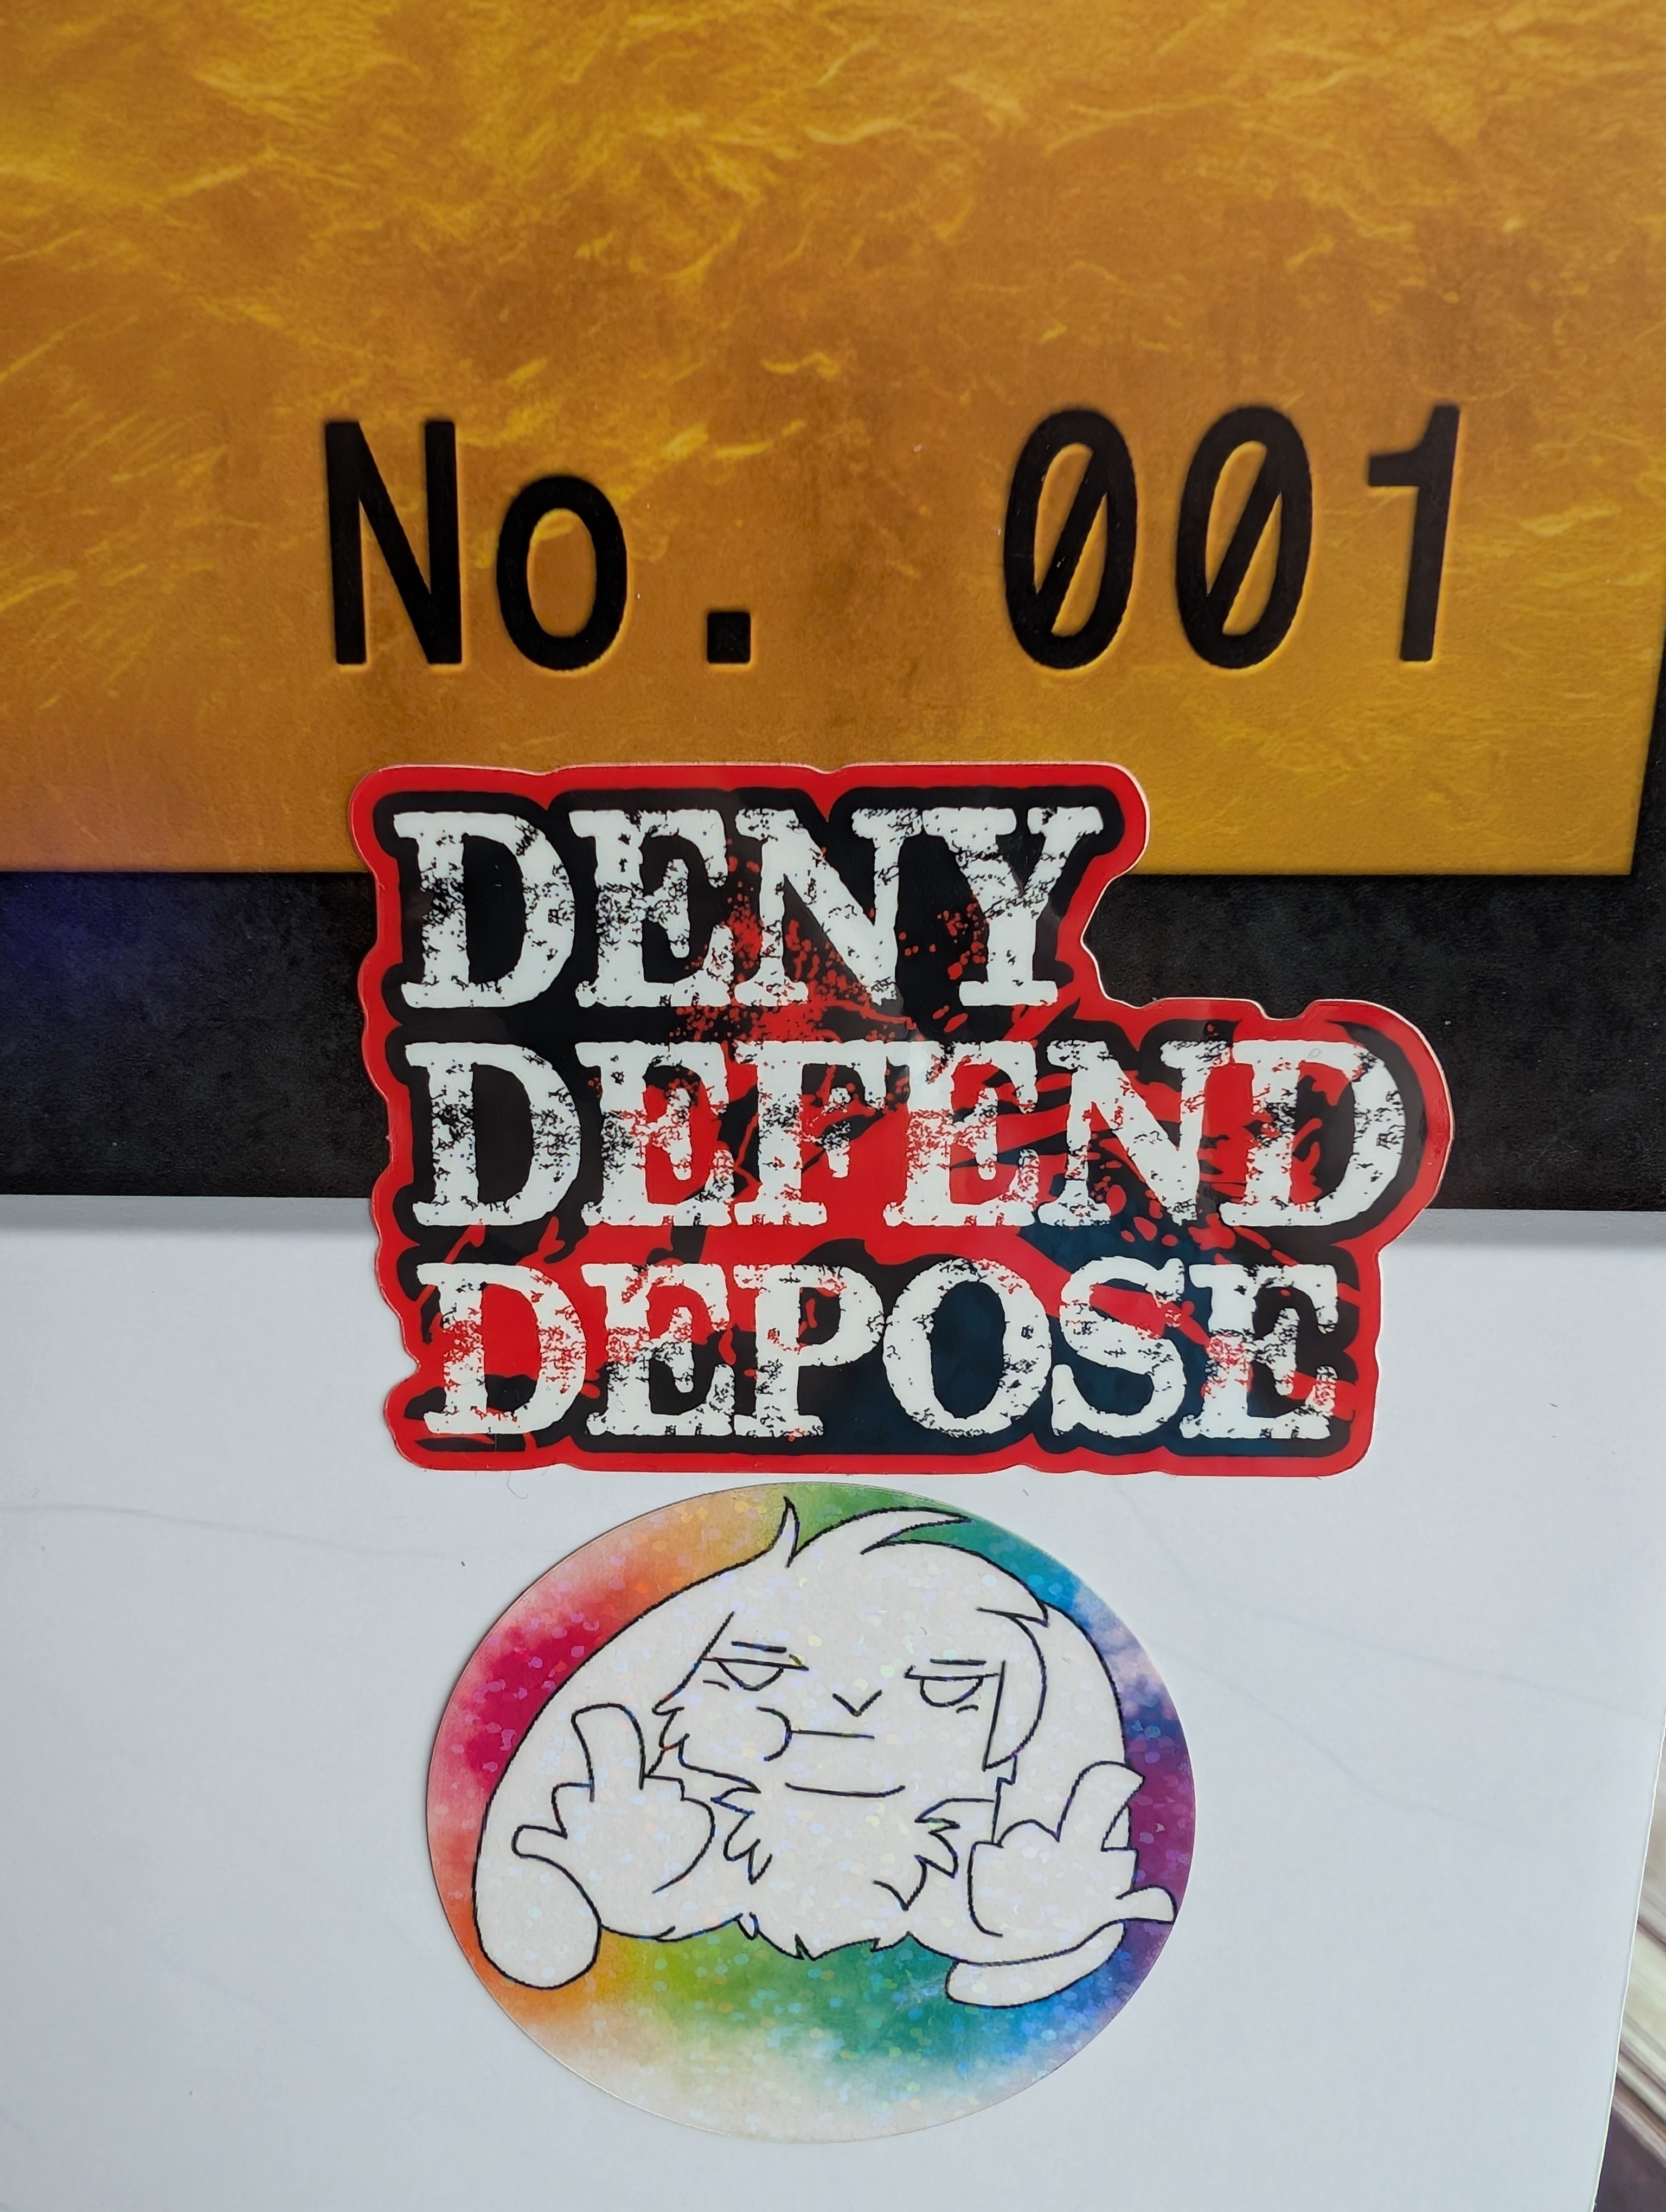 No. 001
DENY
DEFEND
DEPOSE